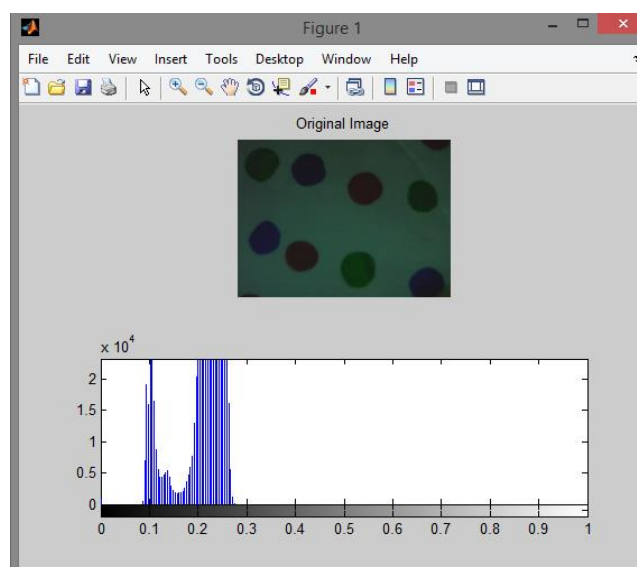 Figure 1
File Edit View Insert Tools Desktop Window Help
Original Image
x 10^4
2
1.5
1
0.5
0
0 0.1 0.2 0.3 0.4 0.5 0.6 0.7 0.8 0.9 1